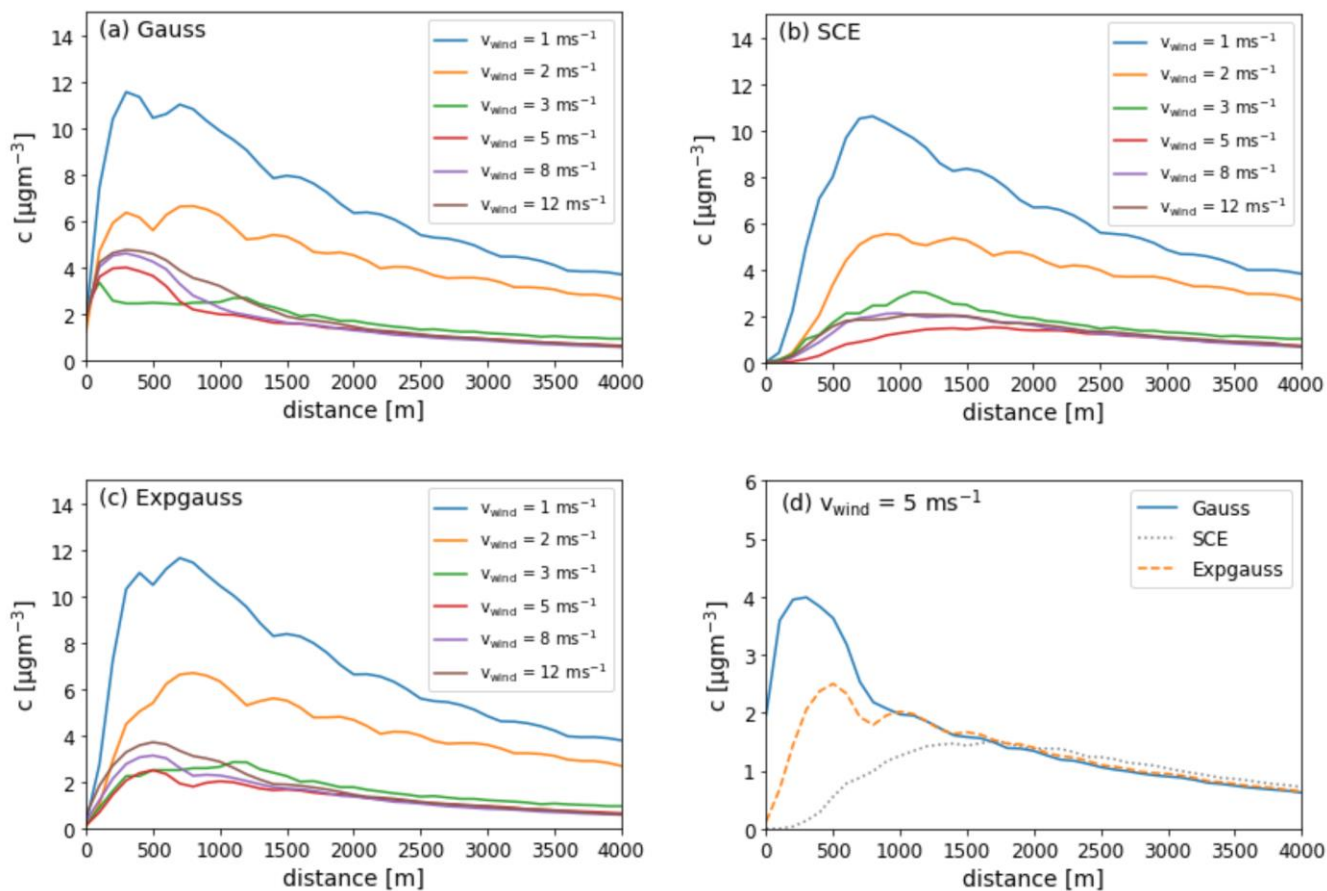 (a) Gauss
v_wind = 1 ms⁻¹
v_wind = 2 ms⁻¹
v_wind = 3 ms⁻¹
v_wind = 5 ms⁻¹
v_wind = 8 ms⁻¹
v_wind = 12 ms⁻¹
c [µgm⁻³]
14
12
10
8
6
4
2
0
0 500 1000 1500 2000 2500 3000 3500 4000
distance [m]
(b) SCE
v_wind = 1 ms⁻¹
v_wind = 2 ms⁻¹
v_wind = 3 ms⁻¹
v_wind = 5 ms⁻¹
v_wind = 8 ms⁻¹
v_wind = 12 ms⁻¹
c [µgm⁻³]
14
12
10
8
6
4
2
0
0 500 1000 1500 2000 2500 3000 3500 4000
distance [m]
(c) Expgauss
v_wind = 1 ms⁻¹
v_wind = 2 ms⁻¹
v_wind = 3 ms⁻¹
v_wind = 5 ms⁻¹
v_wind = 8 ms⁻¹
v_wind = 12 ms⁻¹
c [µgm⁻³]
14
12
10
8
6
4
2
0
0 500 1000 1500 2000 2500 3000 3500 4000
distance [m]
(d) v_wind = 5 ms⁻¹
Gauss
SCE
Expgauss
c [µgm⁻³]
6
5
4
3
2
1
0
0 500 1000 1500 2000 2500 3000 3500 4000
distance [m]